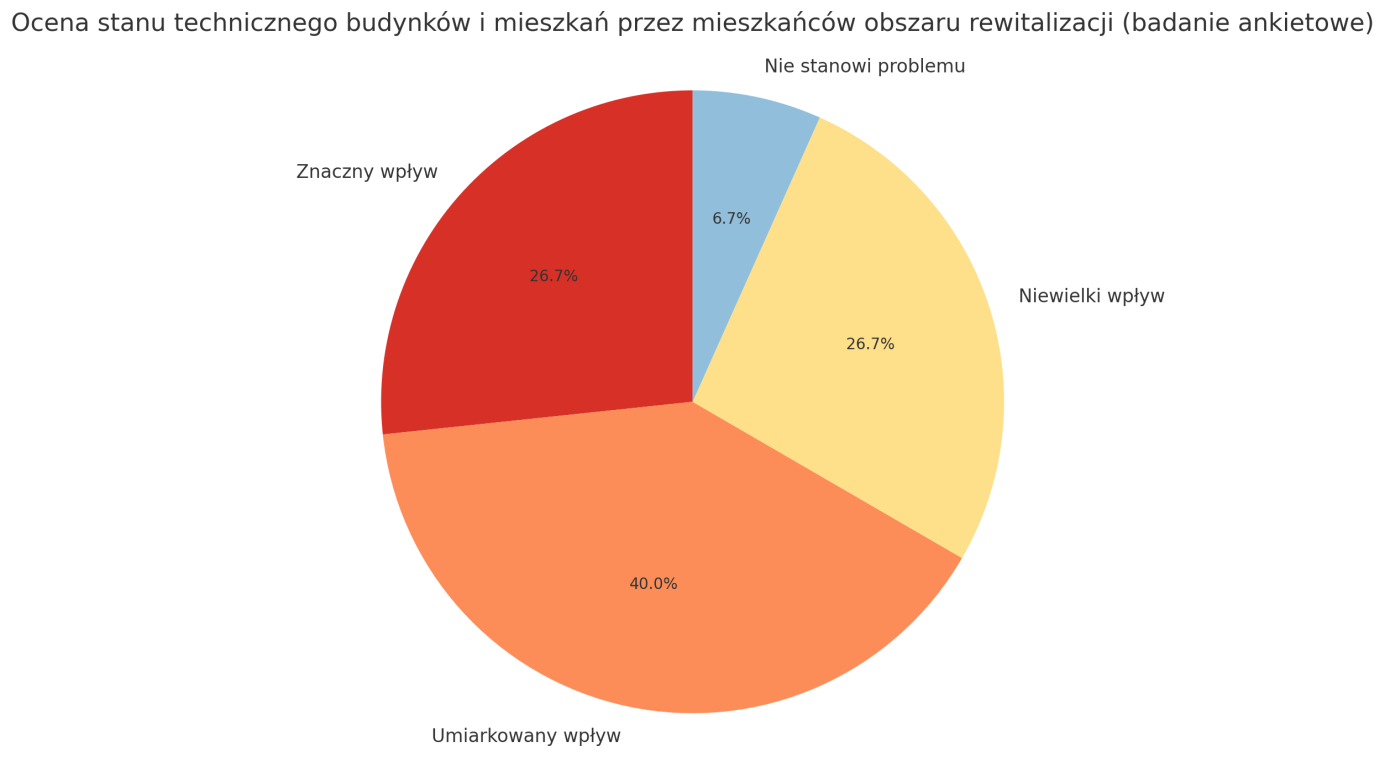 Ocena stanu technicznego budynków i mieszkań przez mieszkańców obszaru rewitalizacji (badanie ankietowe)
Nie stanowi problemu
Znaczny wpływ
6.7%
26.7%
Niewielki wpływ
26.7%
40.0%
Umiarkowany wpływ